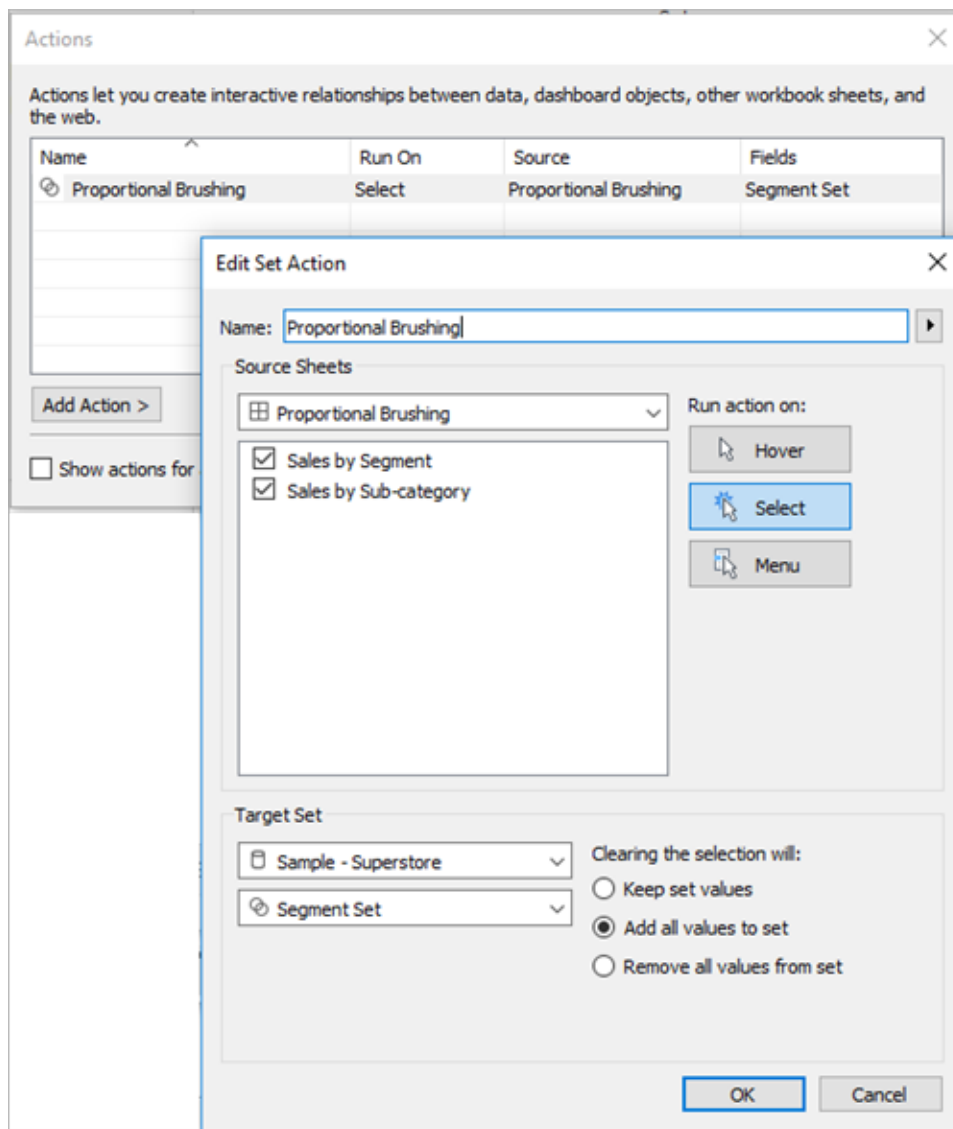 Actions
Actions let you create interactive relationships between data, dashboard objects, other workbook sheets, and
the web.
Name Run On Source Fields
Proportional Brushing Select Proportional Brushing Segment Set
Edit Set Action
Name: Proportional Brushing
Source Sheets
Add Action >
Proportional Brushing
Run action on:
Show actions for
Sales by Segment
Sales by Sub-category
Hover
Select
Menu
Target Set
Sample - Superstore
Segment Set
Clearing the selection will:
Keep set values
Add all values to set
Remove all values from set
OK Cancel